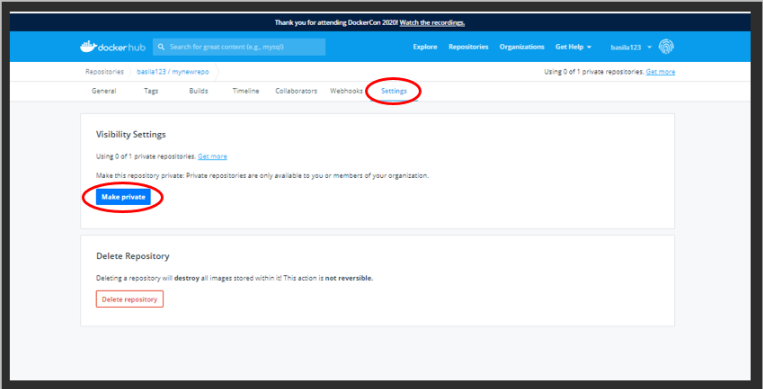 Thank you for attending DockerCon 2020! Watch the recordings.
dockerhub Search for great content (e.g., mysql) Explore Repositories Organizations Get Help basila123
Repositories basila123 / mynewrepo Using 0 of 1 private repositories. Get more
General Tags Builds Timeline Collaborators Webhooks Settings
Visibility Settings
Using 0 of 1 private repositories. Get more
Make this repository private: Private repositories are only available to you or members of your organization.
Make private
Delete Repository
Deleting a repository will destroy all images stored within it! This action is not reversible.
Delete repository